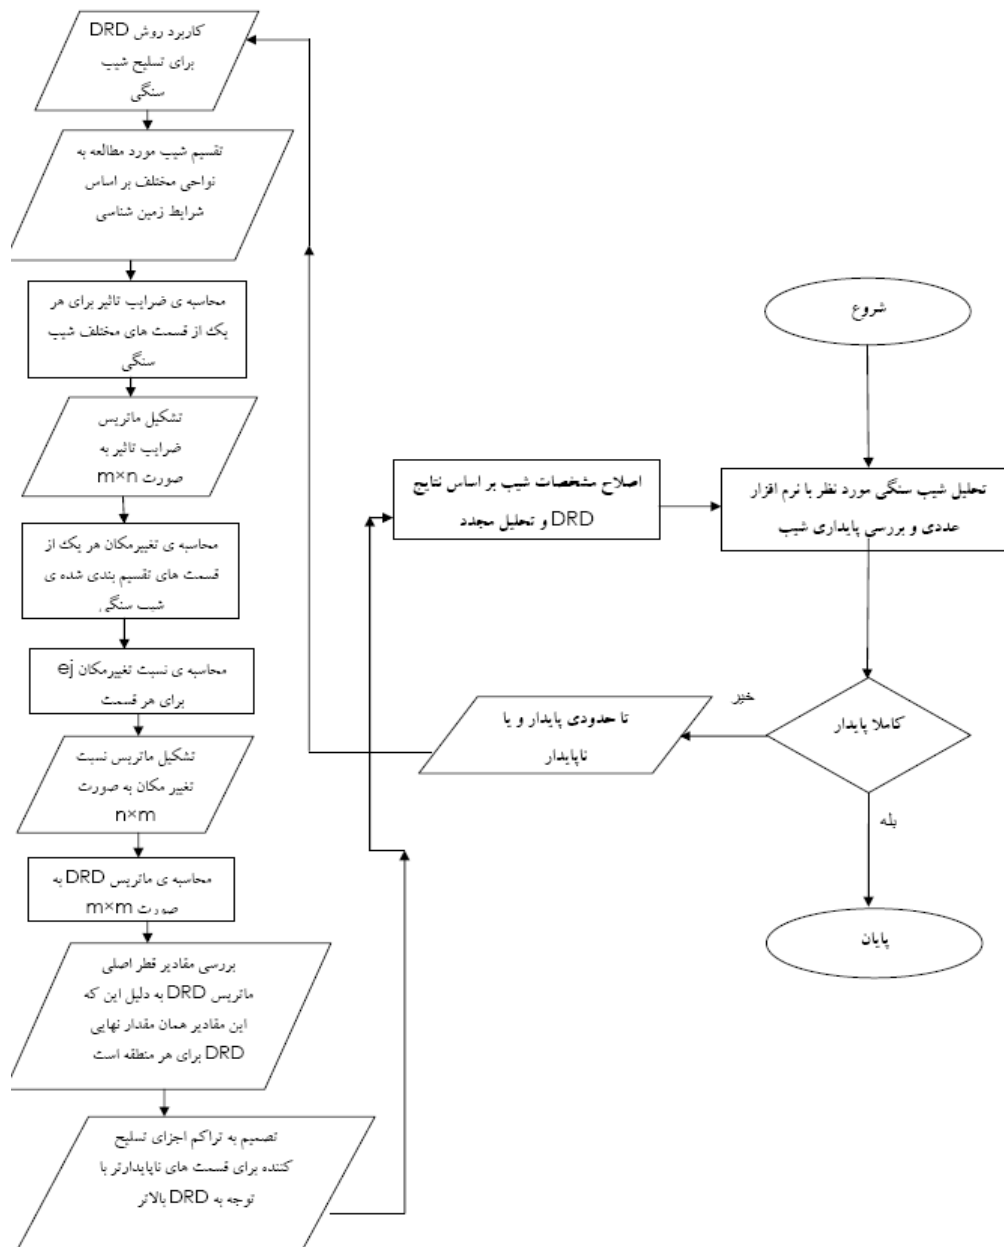 شروع
تحلیل شیب سنگی مورد نظر با نرم افزار
عددی و بررسی پایداری شیب
کاملا پایدار
بله
پایان
خیر
تا حدودی پایدار و یا
ناپایدار
کاربرد روش DRD
برای تسلیح شیب
سنگی
تقسیم شیب مورد مطالعه به
نواحی مختلف بر اساس
شرایط زمین شناسی
محاسبه ی ضرایب تاثیر برای هر
یک از قسمت های مختلف شیب
سنگی
تشکیل ماتریس
ضرایب تاثیر به
صورت m×n
محاسبه ی تغییرمکان هر یک از
قسمت های تقسیم بندی شده ی
شیب سنگی
محاسبه ی نسبت تغییرمکان ej
برای هر قسمت
تشکیل ماتریس نسبت
تغییر مکان به صورت
n×m
محاسبه ی ماتریس DRD به
صورت m×m
بررسی مقادیر قطر اصلی
ماتریس DRD به دلیل این که
این مقادیر همان مقدار نهایی
DRD برای هر منطقه است
تصمیم به تراکم اجزای تسلیح
کننده برای قسمت های ناپایدارتر با
توجه به DRD بالاتر
اصلاح مشخصات شیب بر اساس نتایج
DRD و تحلیل مجدد